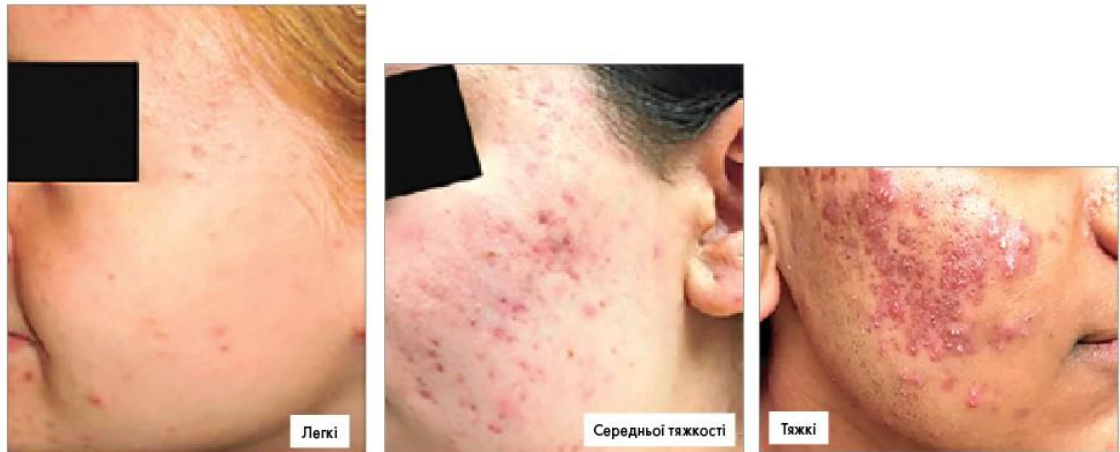 Легкі
Середньої тяжкості
Тяжкі